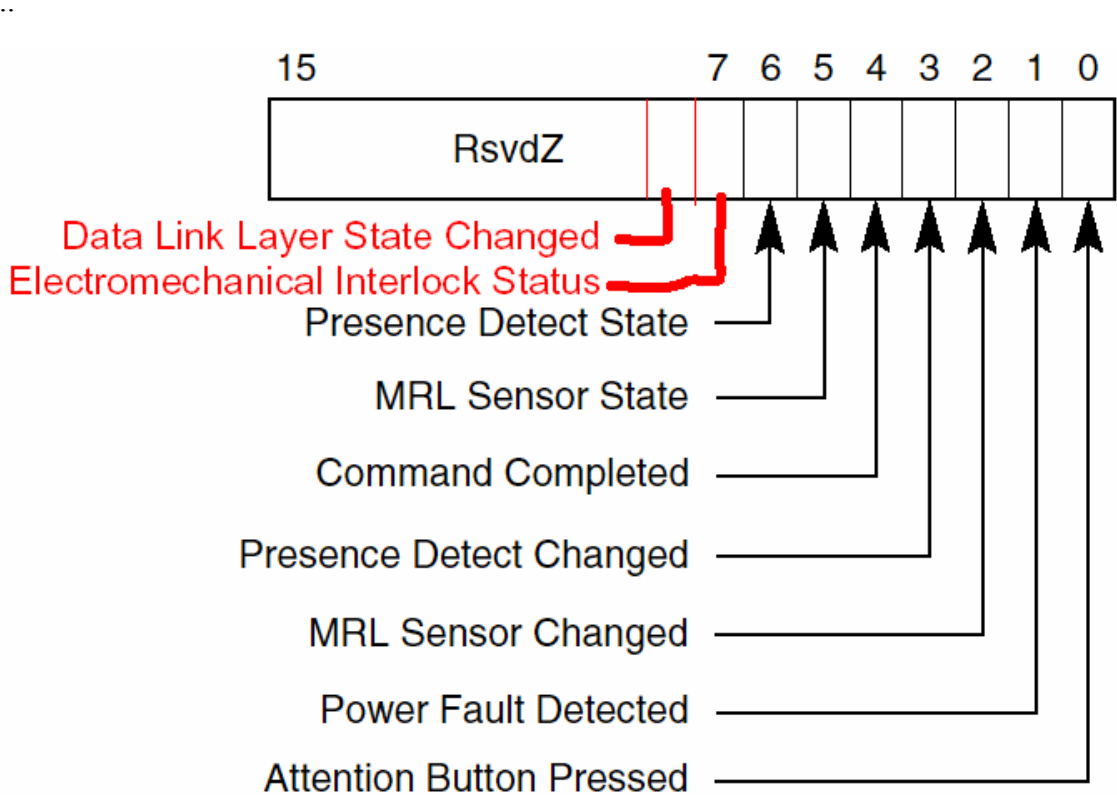 ..
15 7 6 5 4 3 2 1 0
RsvdZ
Data Link Layer State Changed
Electromechanical Interlock Status
Presence Detect State
MRL Sensor State
Command Completed
Presence Detect Changed
MRL Sensor Changed
Power Fault Detected
Attention Button Pressed